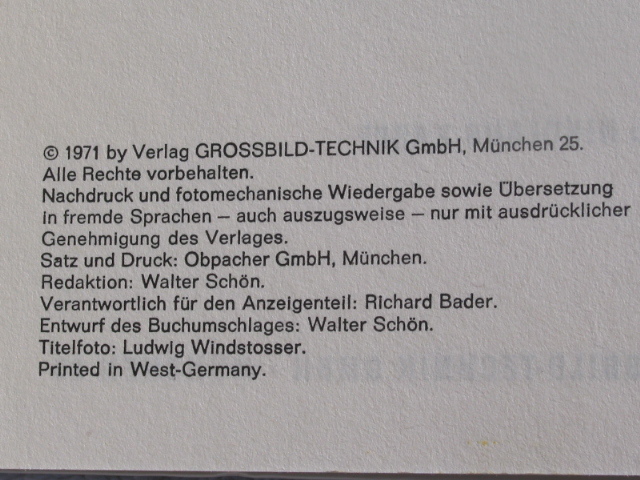 © 1971 by Verlag GROSSBILD-TECHNIK GmbH, München 25.
Alle Rechte vorbehalten.
Nachdruck und fotomechanische Wiedergabe sowie Übersetzung
in fremde Sprachen – auch auszugsweise – nur mit ausdrücklicher
Genehmigung des Verlages.
Satz und Druck: Obpacher GmbH, München.
Redaktion: Walter Schön.
Verantwortlich für den Anzeigenteil: Richard Bader.
Entwurf des Buchumschlages: Walter Schön.
Titelfoto: Ludwig Windstosser.
Printed in West-Germany.